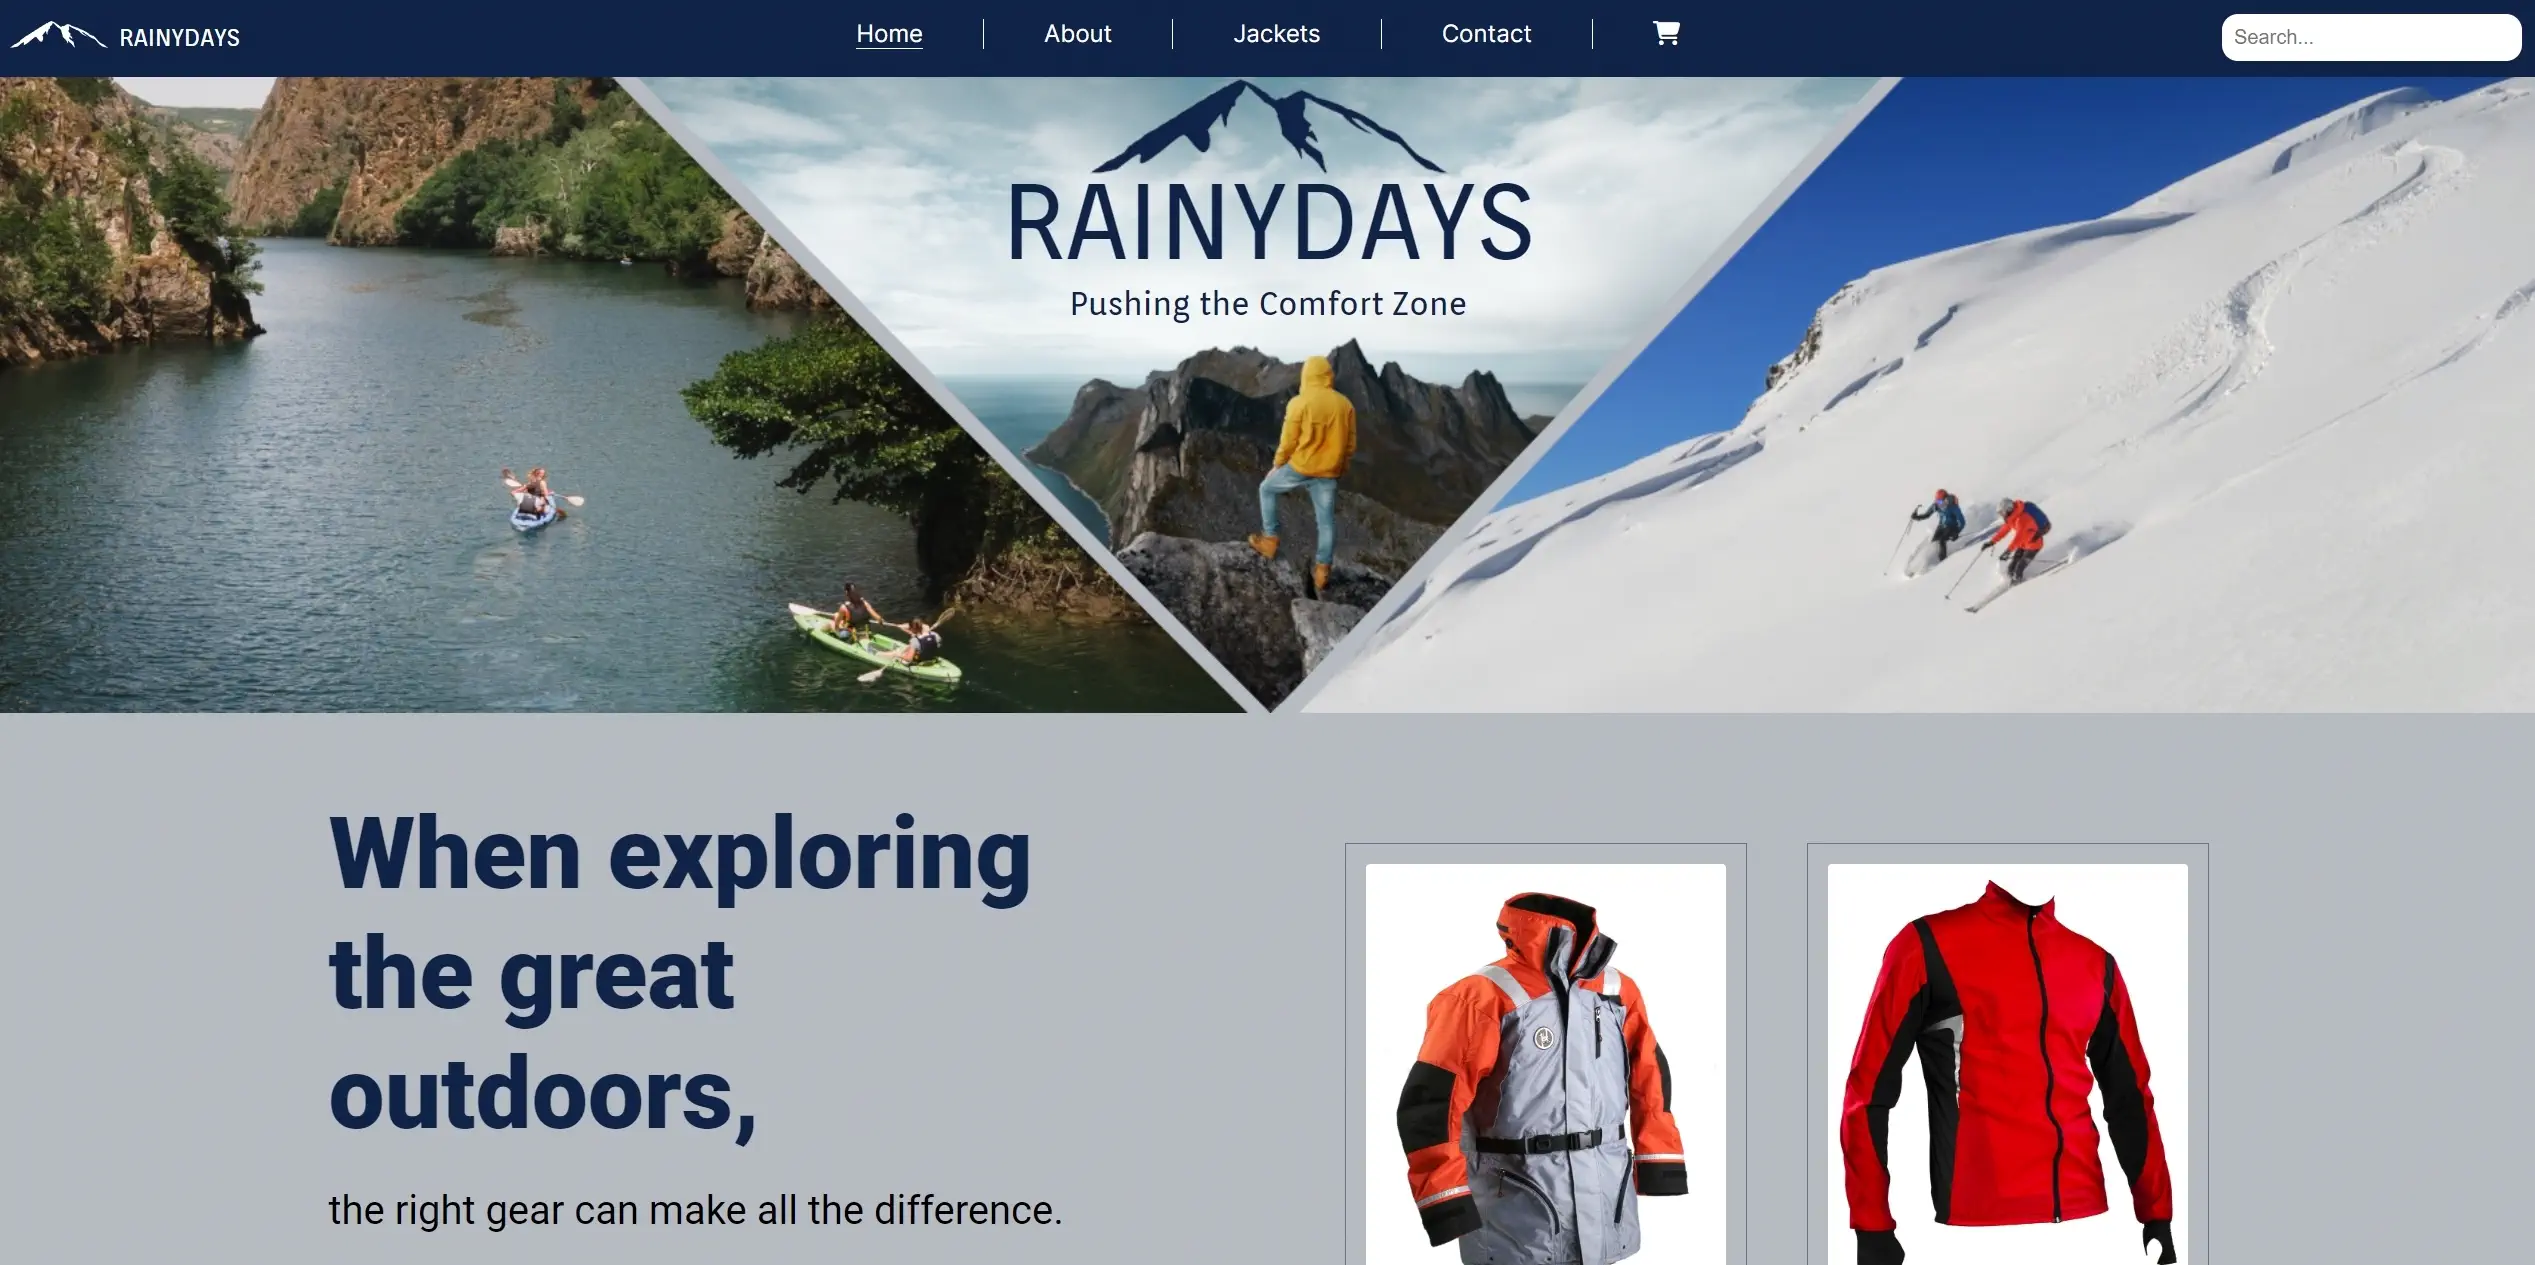 RAINYDAYS
Home
About
Jackets
Contact
Search...
RAINYDAYS
Pushing the Comfort Zone
When exploring
the great
outdoors,
the right gear can make all the difference.